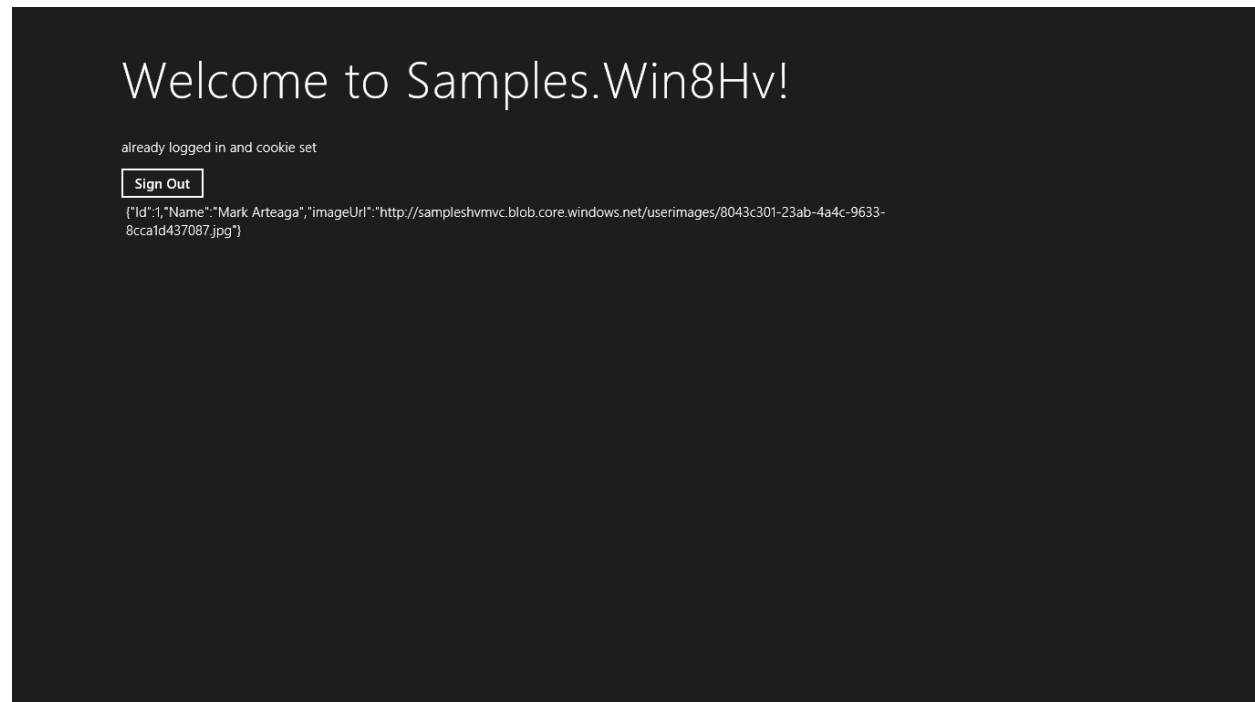 Welcome to Samples.Win8Hv!
already logged in and cookie set
Sign Out
{"Id":1,"Name":"Mark Arteaga","imageUrl":"http://sampleshvmvc.blob.core.windows.net/userimages/8043c301-23ab-4a4c-9633-
8cca1d437087.jpg"}